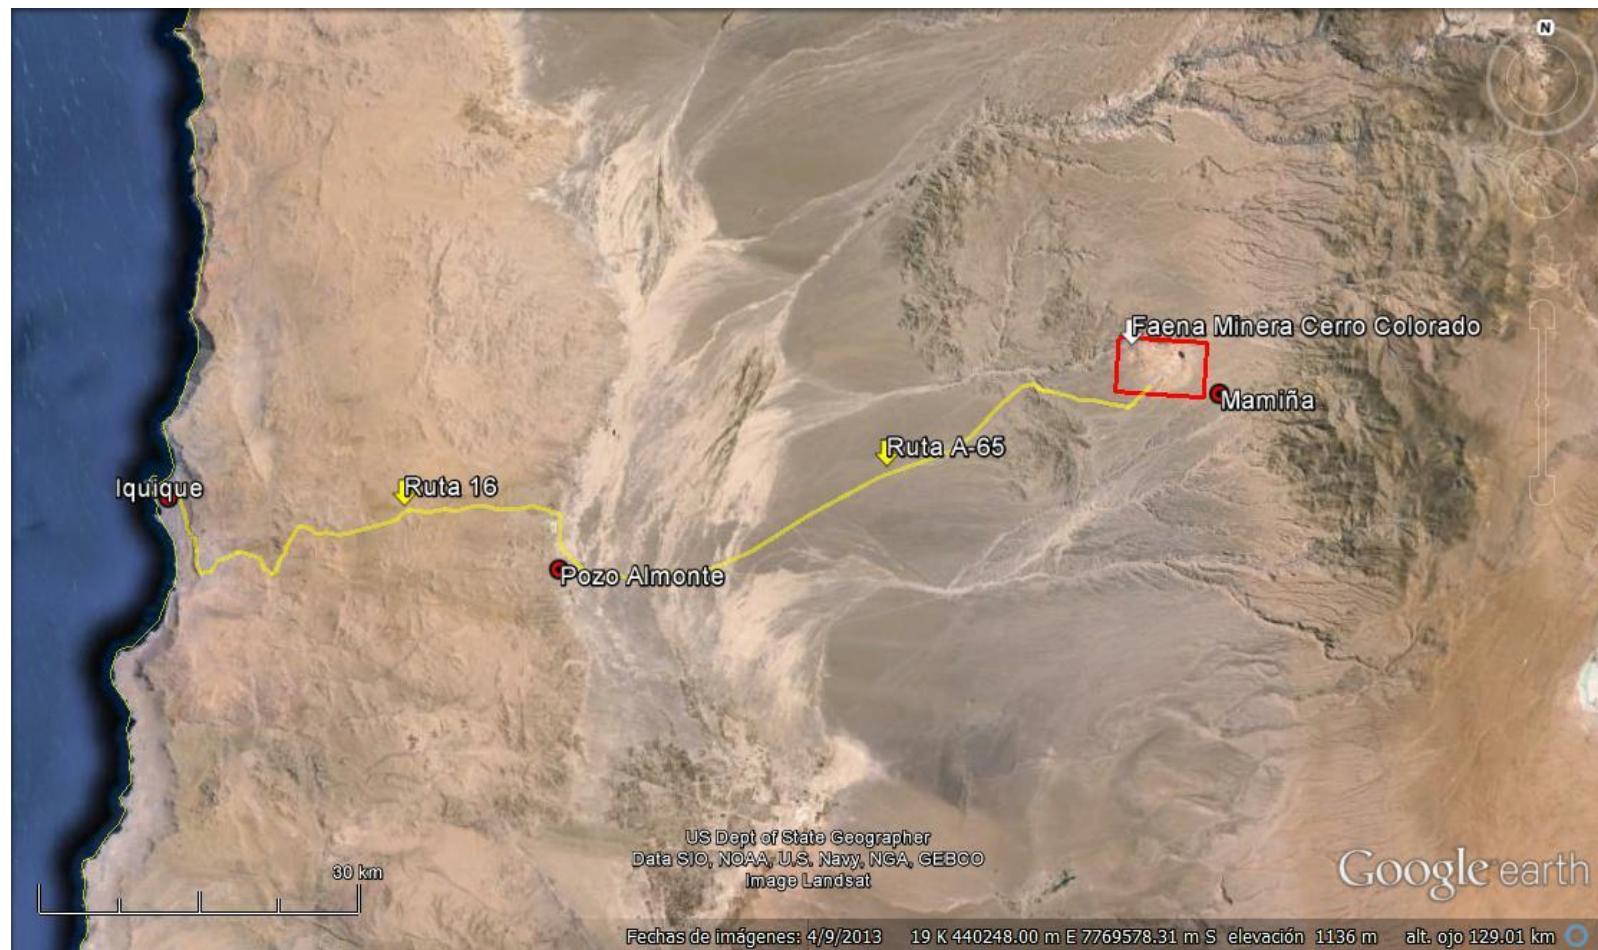 N
Faena Minera Cerro Colorado
Mamiña
Ruta A-65
Iquique
Ruta 16
Pozo Almonte
US Dept of State Geographer
Data SIO, NOAA, U.S. Navy, NGA, GEBCO
Image Landsat
30 km
Google earth
Fechas de imágenes: 4/9/2013 19 K 440248.00 m E 7769578.31 m S elevación 1136 m alt. ojo 129.01 km